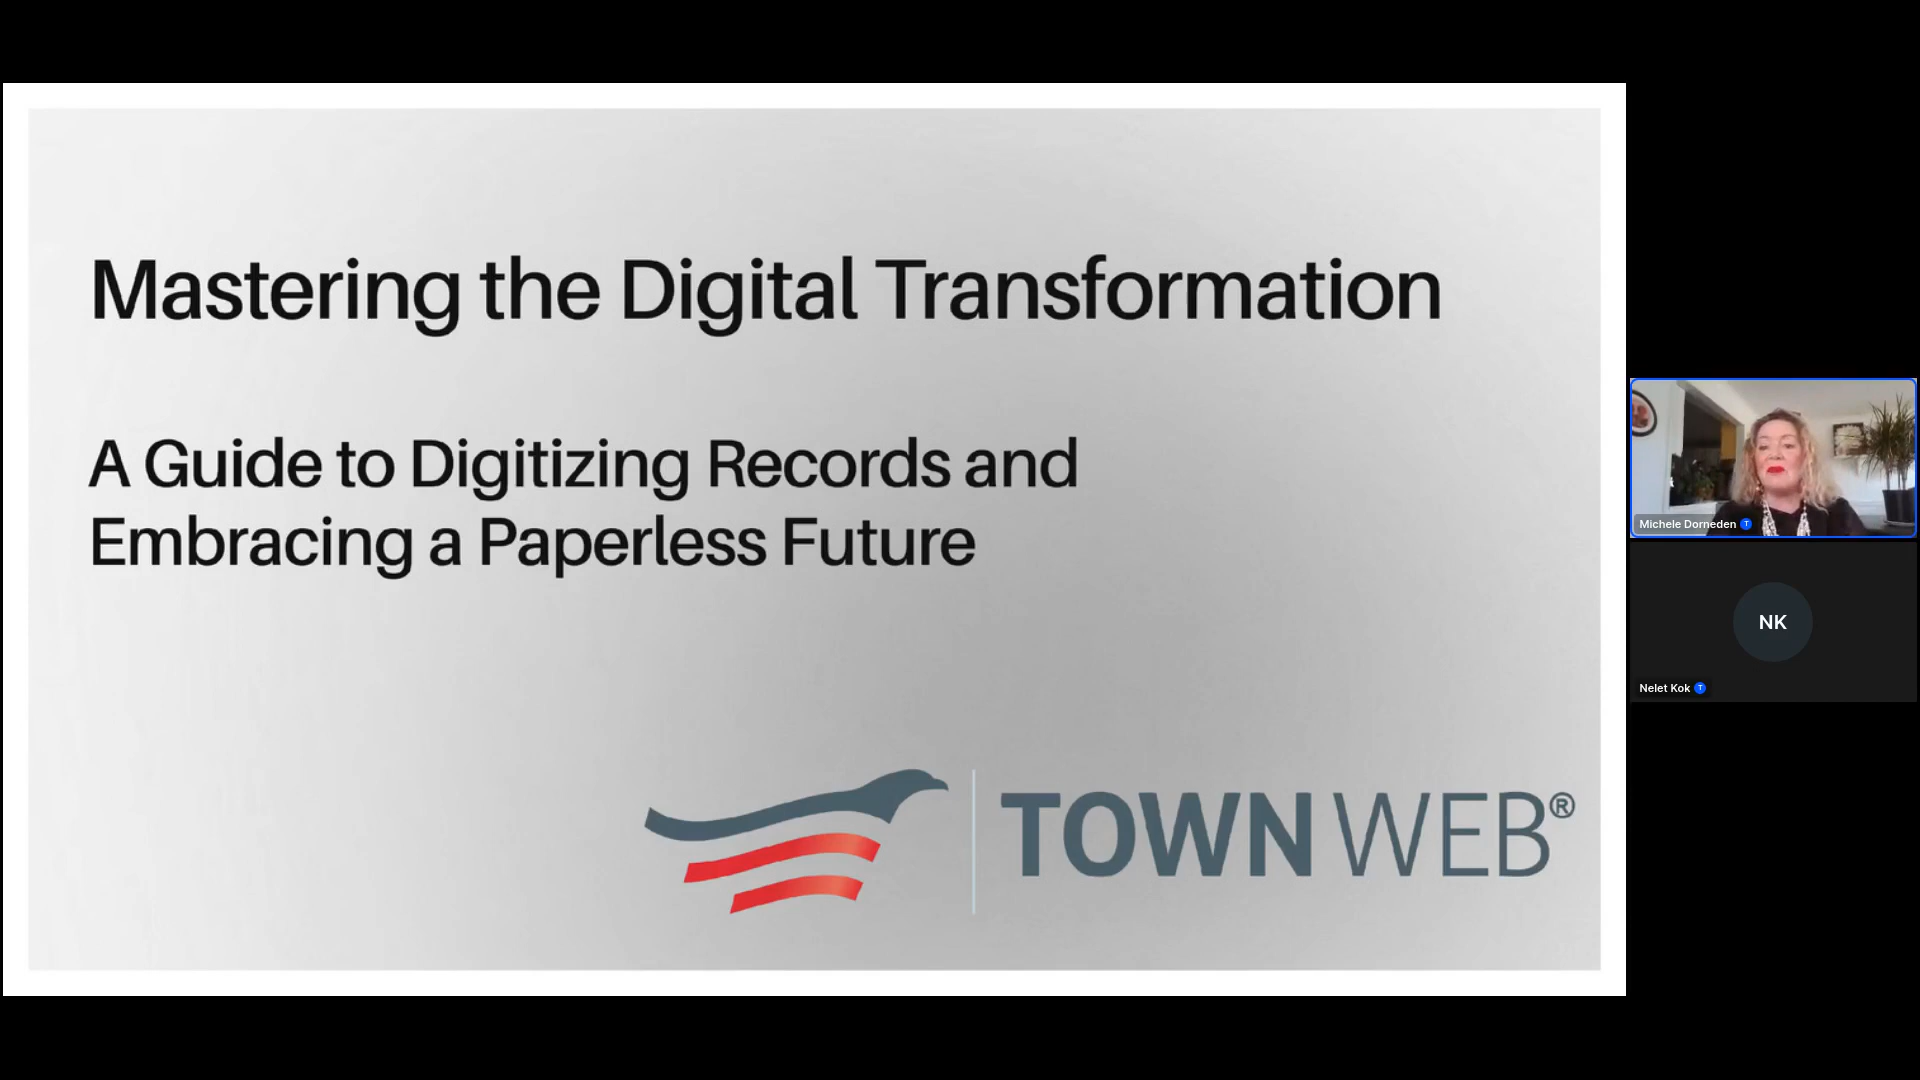 Mastering the Digital Transformation
A Guide to Digitizing Records and
Embracing a Paperless Future
TOWN WEB®
Michele Dorneden T
NK
Nelet Kok T